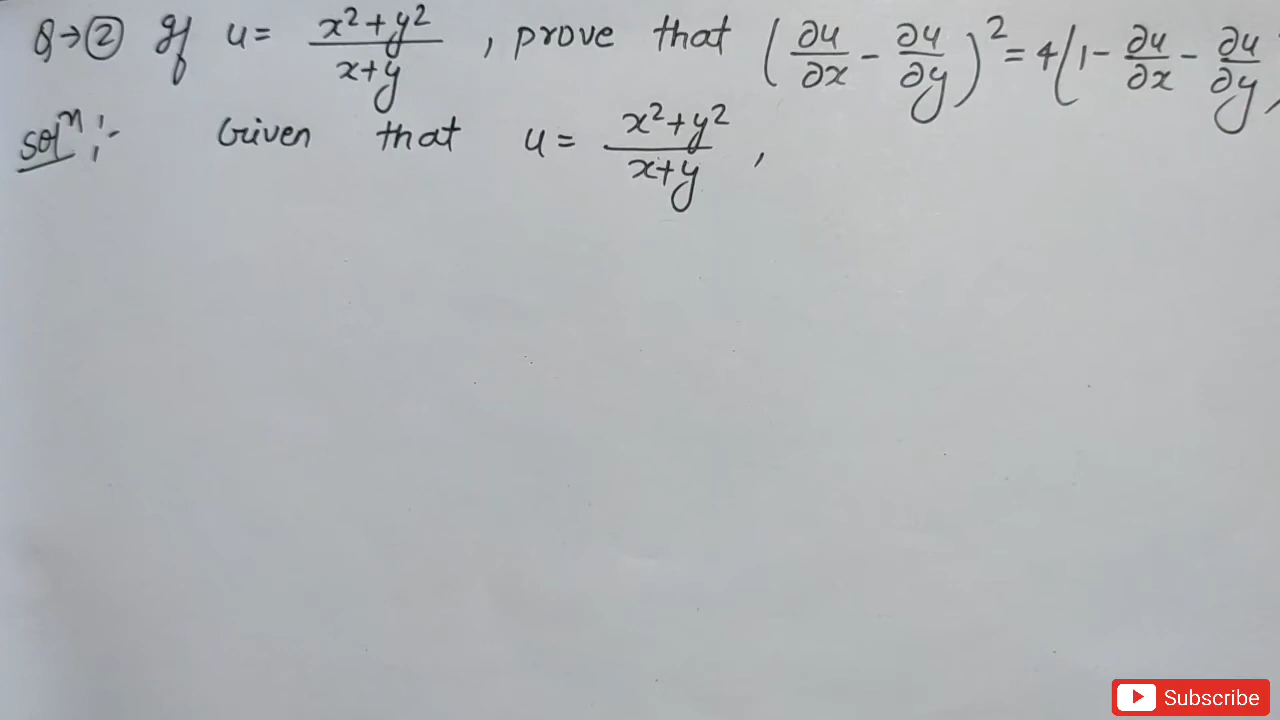 Q→② If u = x²+y² / x+y , prove that (∂u/∂x − ∂u/∂y)² = 4(1 − ∂u/∂x − ∂u/∂y)
Solⁿ:- Given that u = x²+y² / x+y ,
Subscribe